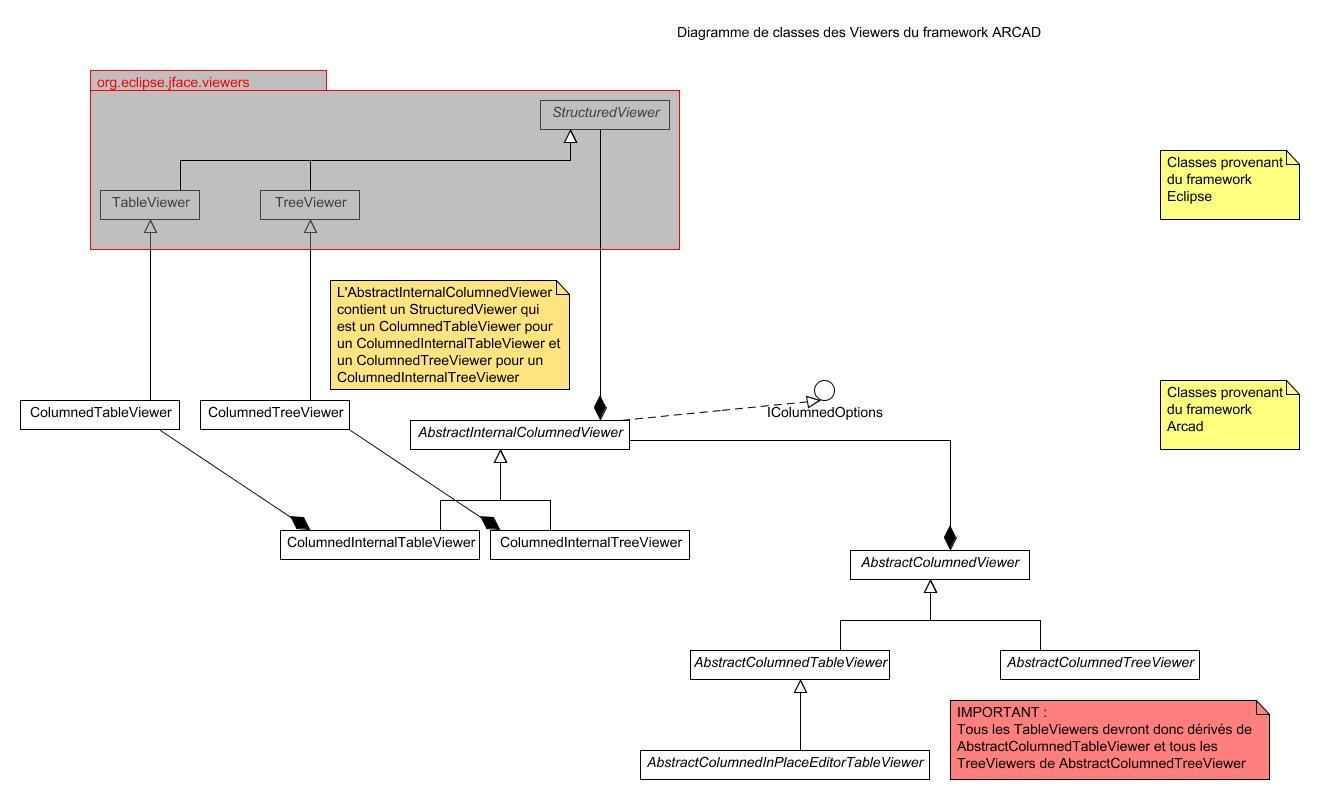 Diagramme de classes des Viewers du framework ARCAD
org.eclipse.jface.viewers
StructuredViewer
TableViewer
TreeViewer
Classes provenant
du framework
Eclipse
L'AbstractInternalColumnedViewer
contient un StructuredViewer qui
est un ColumnedTableViewer pour
un ColumnedInternalTableViewer et
un ColumnedTreeViewer pour un
ColumnedInternalTreeViewer
Classes provenant
du framework
Arcad
ColumnedTableViewer
ColumnedTreeViewer
IColumnedOptions
AbstractInternalColumnedViewer
ColumnedInternalTableViewer
ColumnedInternalTreeViewer
AbstractColumnedViewer
AbstractColumnedTableViewer
AbstractColumnedTreeViewer
IMPORTANT :
Tous les TableViewers devront donc dérivés de
AbstractColumnedTableViewer et tous les
TreeViewers de AbstractColumnedTreeViewer
AbstractColumnedInPlaceEditorTableViewer